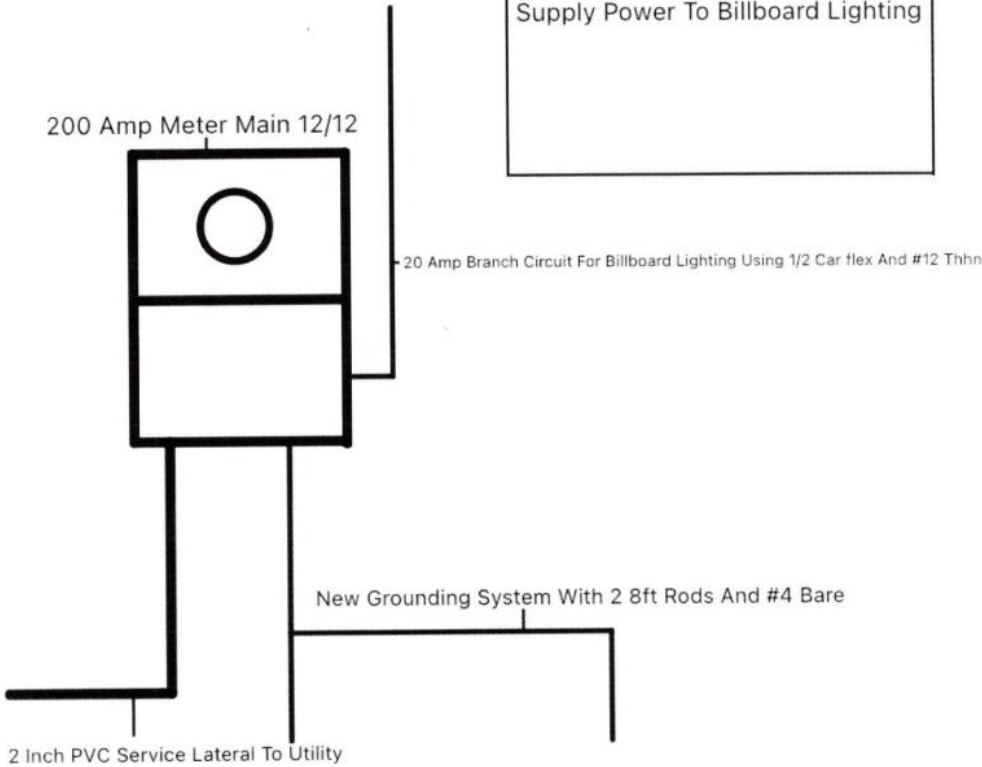 Supply Power To Billboard Lighting
200 Amp Meter Main 12/12
20 Amp Branch Circuit For Billboard Lighting Using 1/2 Car flex And #12 Thhn
New Grounding System With 2 8ft Rods And #4 Bare
2 Inch PVC Service Lateral To Utility